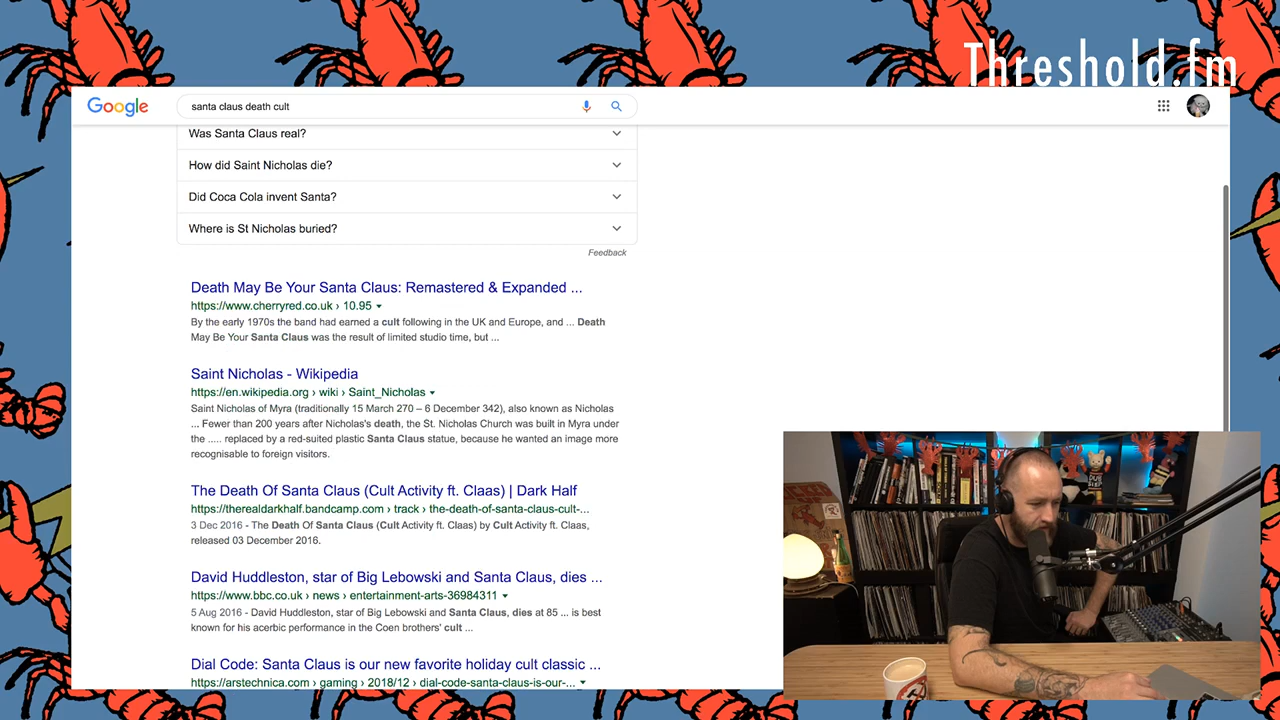 Threshold.fm
Google
santa claus death cult
Was Santa Claus real?
How did Saint Nicholas die?
Did Coca Cola invent Santa?
Where is St Nicholas buried?
Feedback
Death May Be Your Santa Claus: Remastered & Expanded ...
https://www.cherryred.co.uk › 10.95
By the early 1970s the band had earned a cult following in the UK and Europe, and ... Death
May Be Your Santa Claus was the result of limited studio time, but ...
Saint Nicholas - Wikipedia
https://en.wikipedia.org › wiki › Saint_Nicholas
Saint Nicholas of Myra (traditionally 15 March 270 – 6 December 342), also known as Nicholas
... Fewer than 200 years after Nicholas's death, the St. Nicholas Church was built in Myra under
the ..... replaced by a red-suited plastic Santa Claus statue, because he wanted an image more
recognisable to foreign visitors.
The Death Of Santa Claus (Cult Activity ft. Claas) | Dark Half
https://therealdarkhalf.bandcamp.com › track › the-death-of-santa-claus-cult-...
3 Dec 2016 - The Death Of Santa Claus (Cult Activity ft. Claas) by Cult Activity ft. Claas,
released 03 December 2016.
David Huddleston, star of Big Lebowski and Santa Claus, dies ...
https://www.bbc.co.uk › news › entertainment-arts-36984311
5 Aug 2016 - David Huddleston, star of Big Lebowski and Santa Claus, dies at 85 ... is best
known for his acerbic performance in the Coen brothers' cult ...
Dial Code: Santa Claus is our new favorite holiday cult classic ...
https://arstechnica.com › gaming › 2018/12 › dial-code-santa-claus-is-our-...